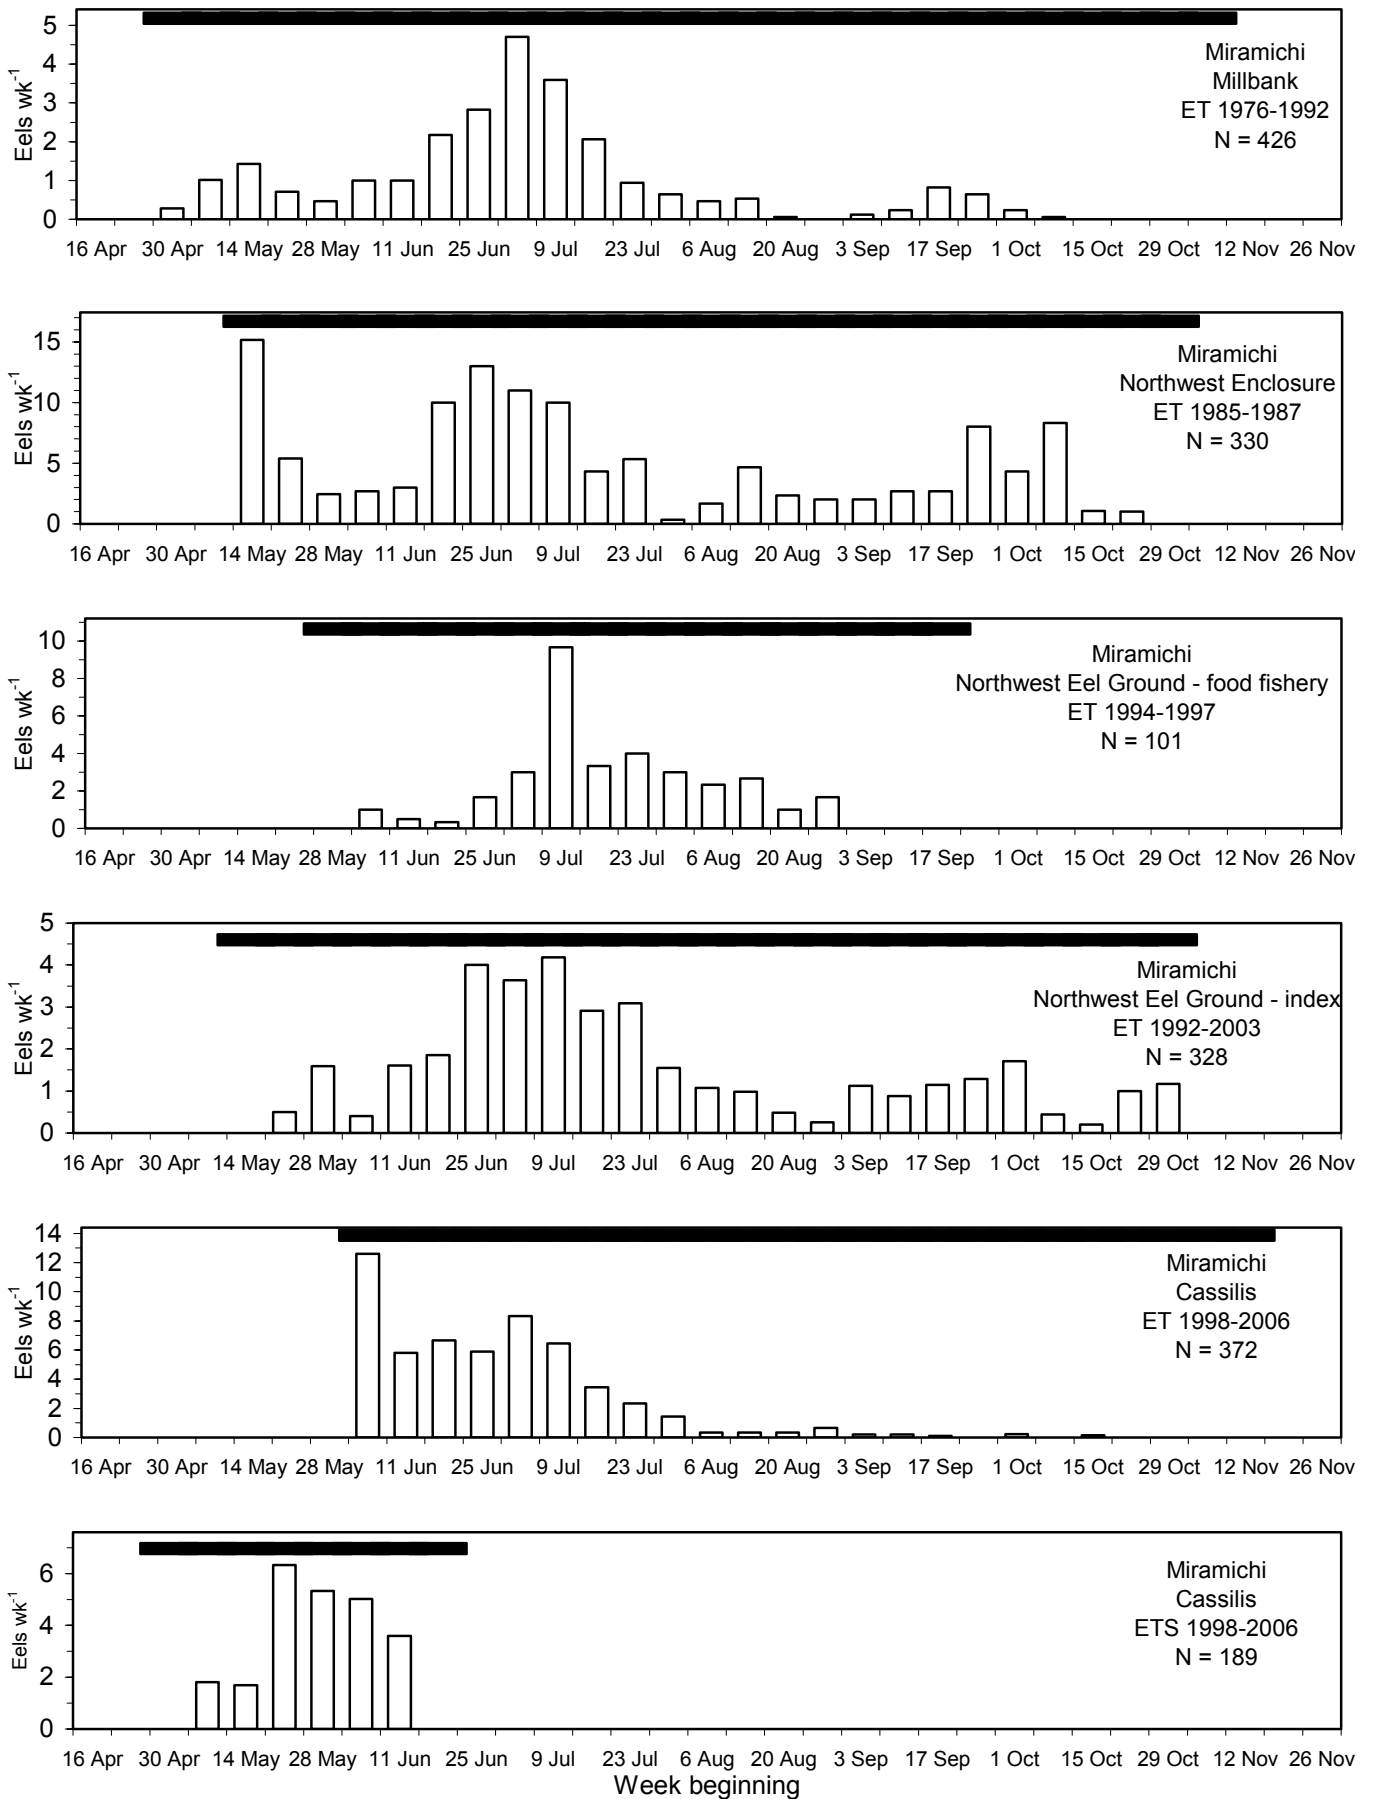 5
4
3
2
1
0
Eels wk-1
Miramichi
Millbank
ET 1976-1992
N = 426
16 Apr 30 Apr 14 May 28 May 11 Jun 25 Jun 9 Jul 23 Jul 6 Aug 20 Aug 3 Sep 17 Sep 1 Oct 15 Oct 29 Oct 12 Nov 26 Nov
15
10
5
0
Eels wk-1
Miramichi
Northwest Enclosure
ET 1985-1987
N = 330
16 Apr 30 Apr 14 May 28 May 11 Jun 25 Jun 9 Jul 23 Jul 6 Aug 20 Aug 3 Sep 17 Sep 1 Oct 15 Oct 29 Oct 12 Nov 26 Nov
10
8
6
4
2
0
Eels wk-1
Miramichi
Northwest Eel Ground - food fishery
ET 1994-1997
N = 101
16 Apr 30 Apr 14 May 28 May 11 Jun 25 Jun 9 Jul 23 Jul 6 Aug 20 Aug 3 Sep 17 Sep 1 Oct 15 Oct 29 Oct 12 Nov 26 Nov
5
4
3
2
1
0
Eels wk-1
Miramichi
Northwest Eel Ground - index
ET 1992-2003
N = 328
16 Apr 30 Apr 14 May 28 May 11 Jun 25 Jun 9 Jul 23 Jul 6 Aug 20 Aug 3 Sep 17 Sep 1 Oct 15 Oct 29 Oct 12 Nov 26 Nov
14
12
10
8
6
4
2
0
Eels wk-1
Miramichi
Cassilis
ET 1998-2006
N = 372
16 Apr 30 Apr 14 May 28 May 11 Jun 25 Jun 9 Jul 23 Jul 6 Aug 20 Aug 3 Sep 17 Sep 1 Oct 15 Oct 29 Oct 12 Nov 26 Nov
6
4
2
0
Eels wk-1
Miramichi
Cassilis
ETS 1998-2006
N = 189
16 Apr 30 Apr 14 May 28 May 11 Jun 25 Jun 9 Jul 23 Jul 6 Aug 20 Aug 3 Sep 17 Sep 1 Oct 15 Oct 29 Oct 12 Nov 26 Nov
Week beginning